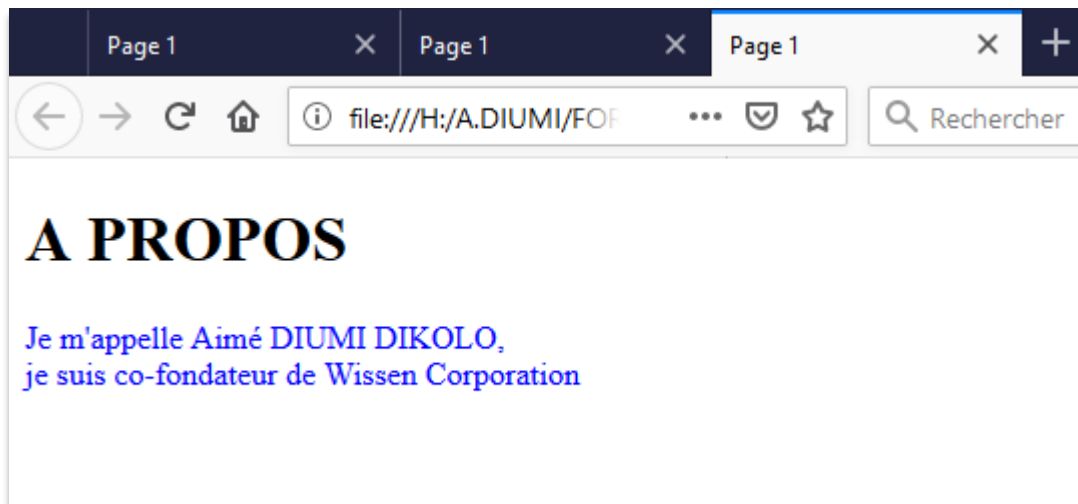 Page 1
Page 1
Page 1
file:///H:/A.DIUMI/FOR
Rechercher
A PROPOS
Je m'appelle Aimé DIUMI DIKOLO,
je suis co-fondateur de Wissen Corporation